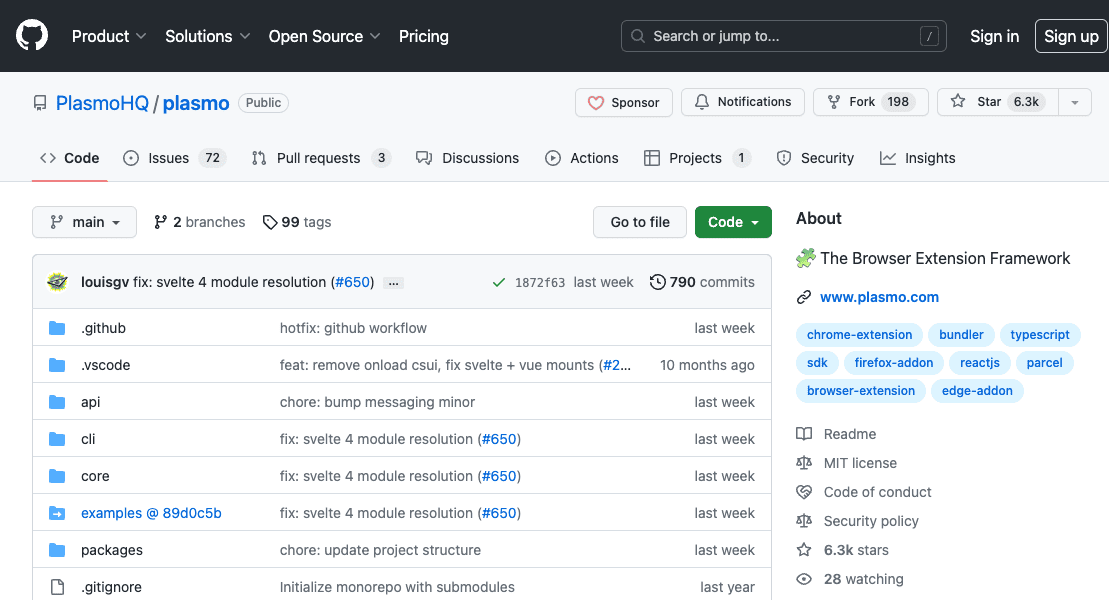 Product Solutions Open Source Pricing Search or jump to... / Sign in Sign up
PlasmoHQ / plasmo Public Sponsor Notifications Fork 198 Star 6.3k
Code Issues 72 Pull requests 3 Discussions Actions Projects 1 Security Insights
main 2 branches 99 tags Go to file Code
louisgv fix: svelte 4 module resolution (#650) ... 1872f63 last week 790 commits
.github hotfix: github workflow last week
.vscode feat: remove onload csui, fix svelte + vue mounts (#2... 10 months ago
api chore: bump messaging minor last week
cli fix: svelte 4 module resolution (#650) last week
core fix: svelte 4 module resolution (#650) last week
examples @ 89d0c5b fix: svelte 4 module resolution (#650) last week
packages chore: update project structure last week
.gitignore Initialize monorepo with submodules last year
About
The Browser Extension Framework
www.plasmo.com
chrome-extension bundler typescript
sdk firefox-addon reactjs parcel
browser-extension edge-addon
Readme
MIT license
Code of conduct
Security policy
6.3k stars
28 watching